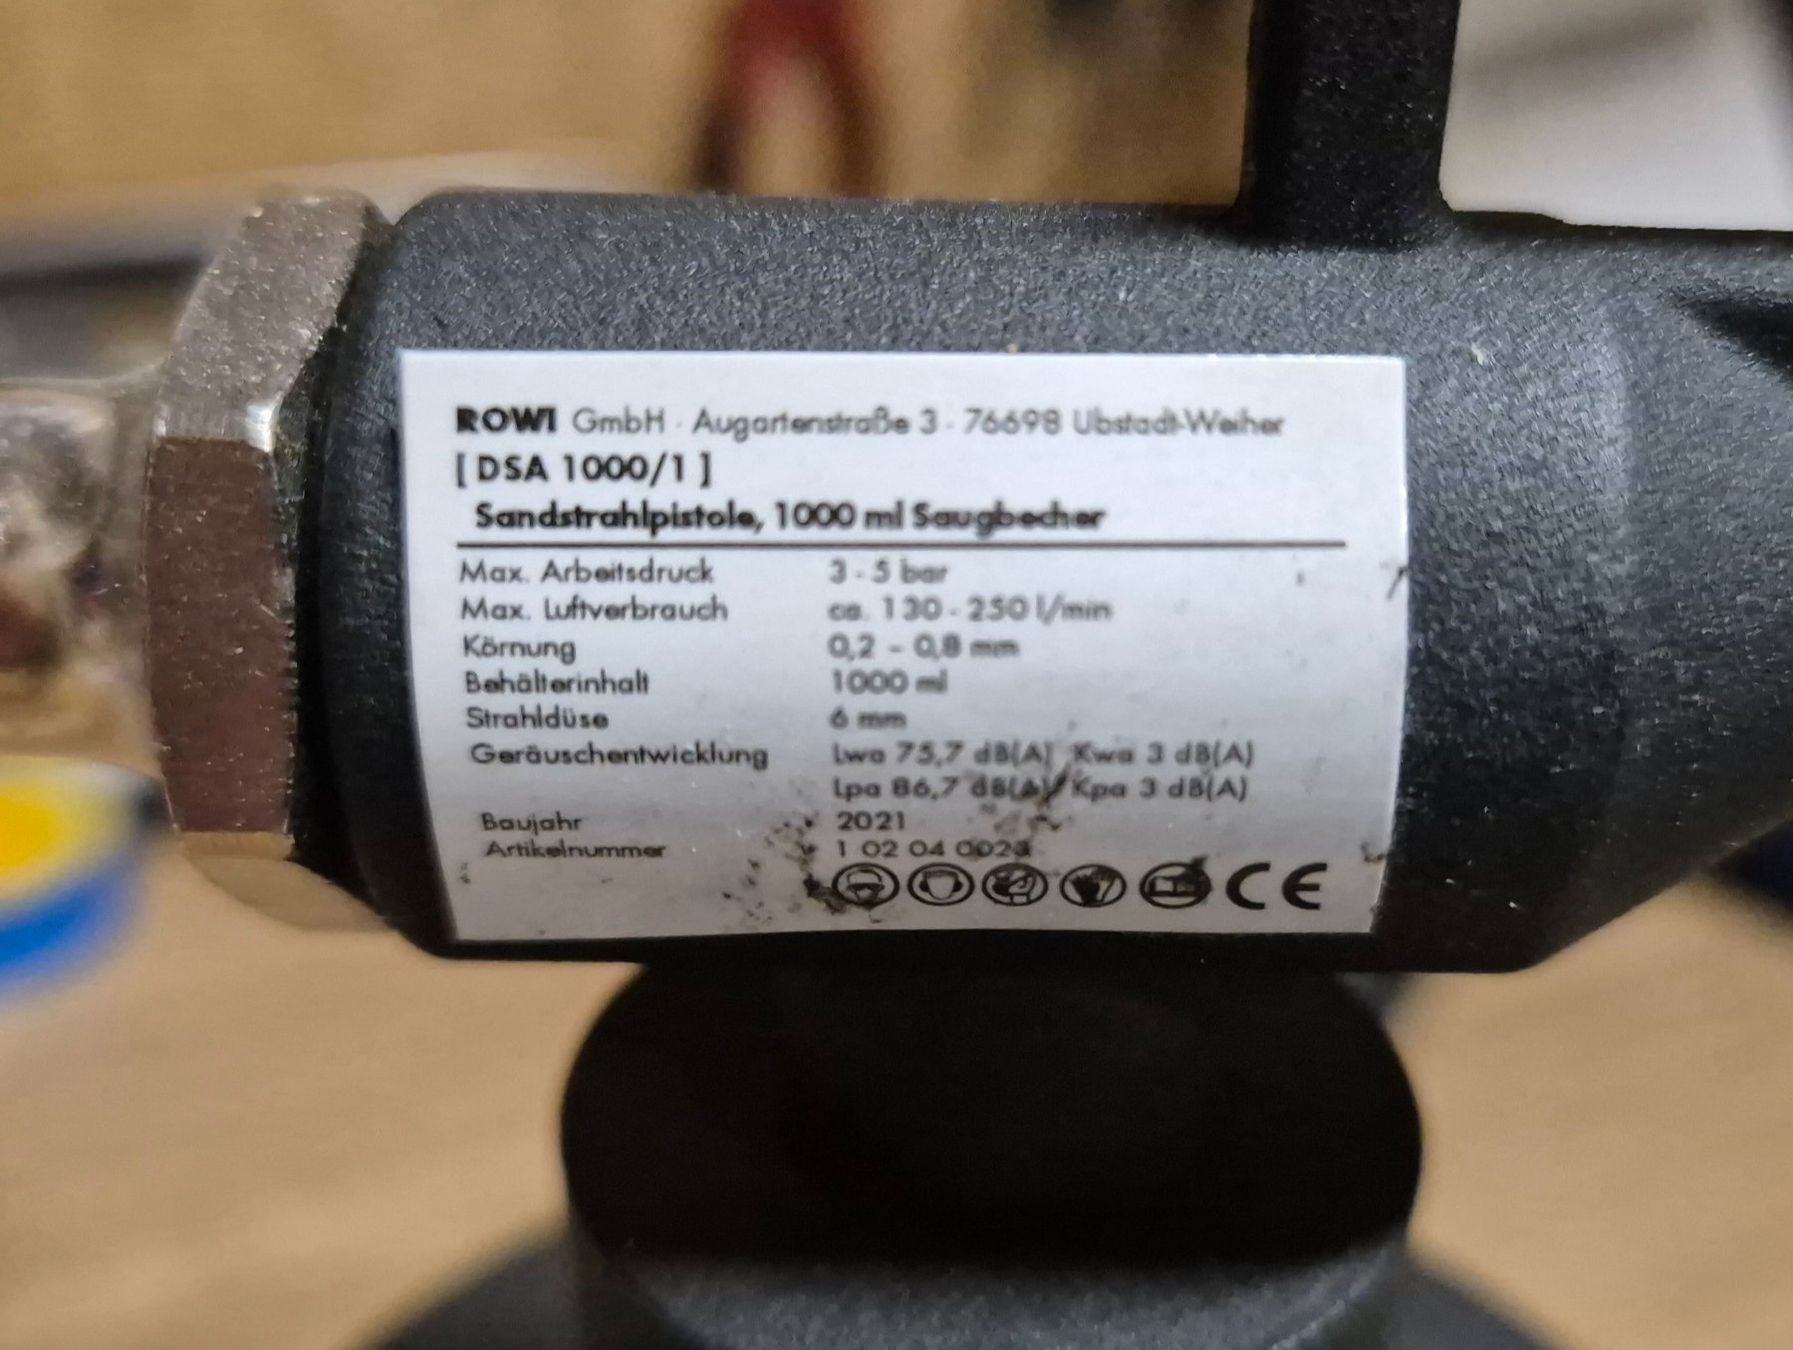 ROWI GmbH · Augartenstraße 3 · 76698 Ubstadt-Weiher
[ DSA 1000/1 ]
Sandstrahlpistole, 1000 ml Saugbecher
Max. Arbeitsdruck 3 - 5 bar
Max. Luftverbrauch ca. 130 - 250 l/min
Körnung 0,2 - 0,8 mm
Behälterinhalt 1000 ml
Strahldüse 6 mm
Geräuschentwicklung Lwa 75,7 dB(A) Kwa 3 dB(A)
Lpa 86,7 dB(A) Kpa 3 dB(A)
Baujahr 2021
Artikelnummer 1 02 04 0023
CE